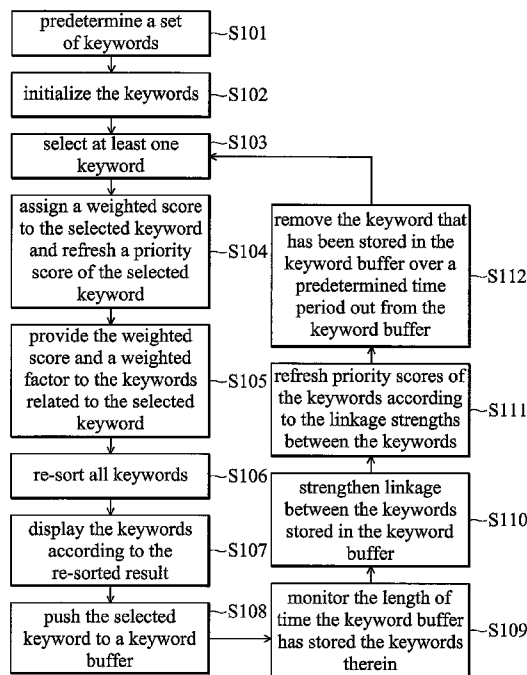 predetermine a set
of keywords
S101
initialize the keywords
S102
select at least one
keyword
S103
assign a weighted score
to the selected keyword
and refresh a priority
score of the selected
keyword
S104
provide the weighted
score and a weighted
factor to the keywords
related to the selected
keyword
S105
re-sort all keywords
S106
display the keywords
according to the
re-sorted result
S107
push the selected
keyword to a keyword
buffer
S108
monitor the length of
time the keyword buffer
has stored the keywords
therein
S109
strengthen linkage
between the keywords
stored in the keyword
buffer
S110
refresh priority scores of
the keywords according
to the linkage strengths
between the keywords
S111
remove the keyword that
has been stored in the
keyword buffer over a
predetermined time
period out from the
keyword buffer
S112